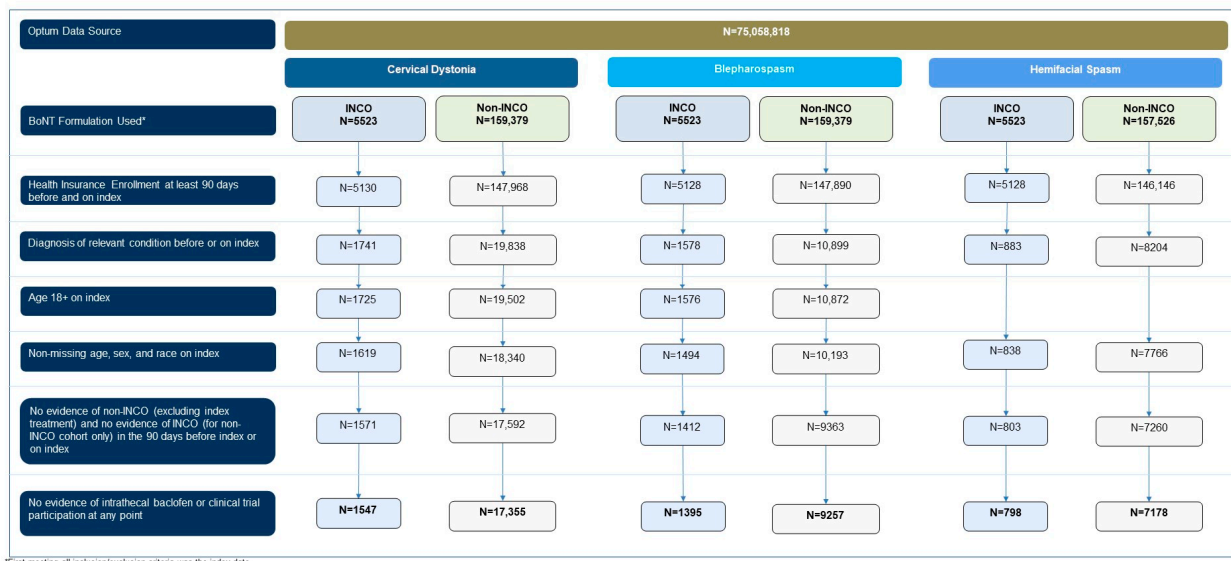 Optum Data Source
N=75,058,818
Cervical Dystonia
Blepharospasm
Hemifacial Spasm
BoNT Formulation Used*
INCO
N=5523
Non-INCO
N=159,379
INCO
N=5523
Non-INCO
N=159,379
INCO
N=5523
Non-INCO
N=157,526
Health Insurance Enrollment at least 90 days
before and on index
N=5130
N=147,968
N=5128
N=147,890
N=5128
N=146,146
Diagnosis of relevant condition before or on index
N=1741
N=19,838
N=1578
N=10,899
N=883
N=8204
Age 18+ on index
N=1725
N=19,502
N=1576
N=10,872
Non-missing age, sex, and race on index
N=1619
N=18,340
N=1494
N=10,193
N=838
N=7766
No evidence of non-INCO (excluding index
treatment) and no evidence of INCO (for non-
INCO cohort only) in the 90 days before index or
on index
N=1571
N=17,592
N=1412
N=9363
N=803
N=7260
No evidence of intrathecal baclofen or clinical trial
participation at any point
N=1547
N=17,355
N=1395
N=9257
N=798
N=7178